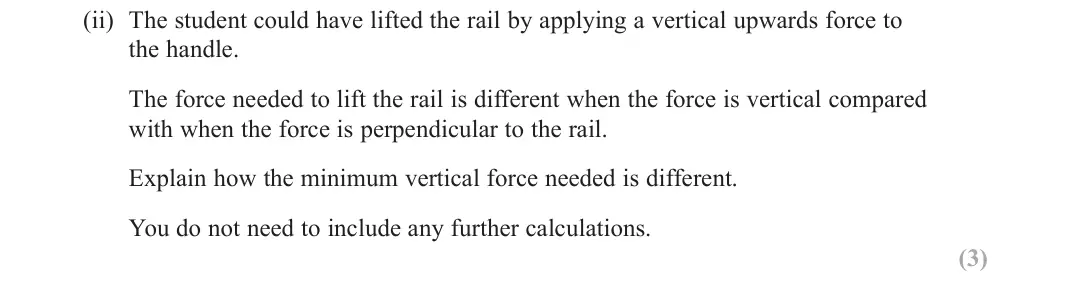 (ii) The student could have lifted the rail by applying a vertical upwards force to
the handle.
The force needed to lift the rail is different when the force is vertical compared
with when the force is perpendicular to the rail.
Explain how the minimum vertical force needed is different.
You do not need to include any further calculations.
(3)